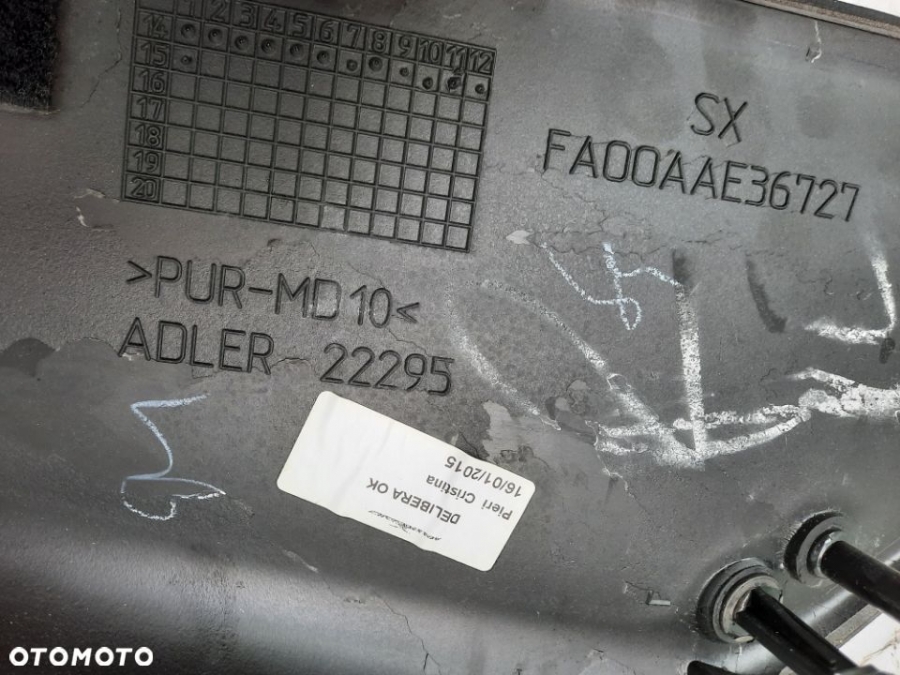 1 2 3 4 5 6 7 8 9 10 11 12
14
15
16
17
18
19
20
SX
FA00AAE36727
>PUR-MD10<
ADLER 22295
DELIBERA OK
Pieri Cristina
16/01/2015
OTOMOTO